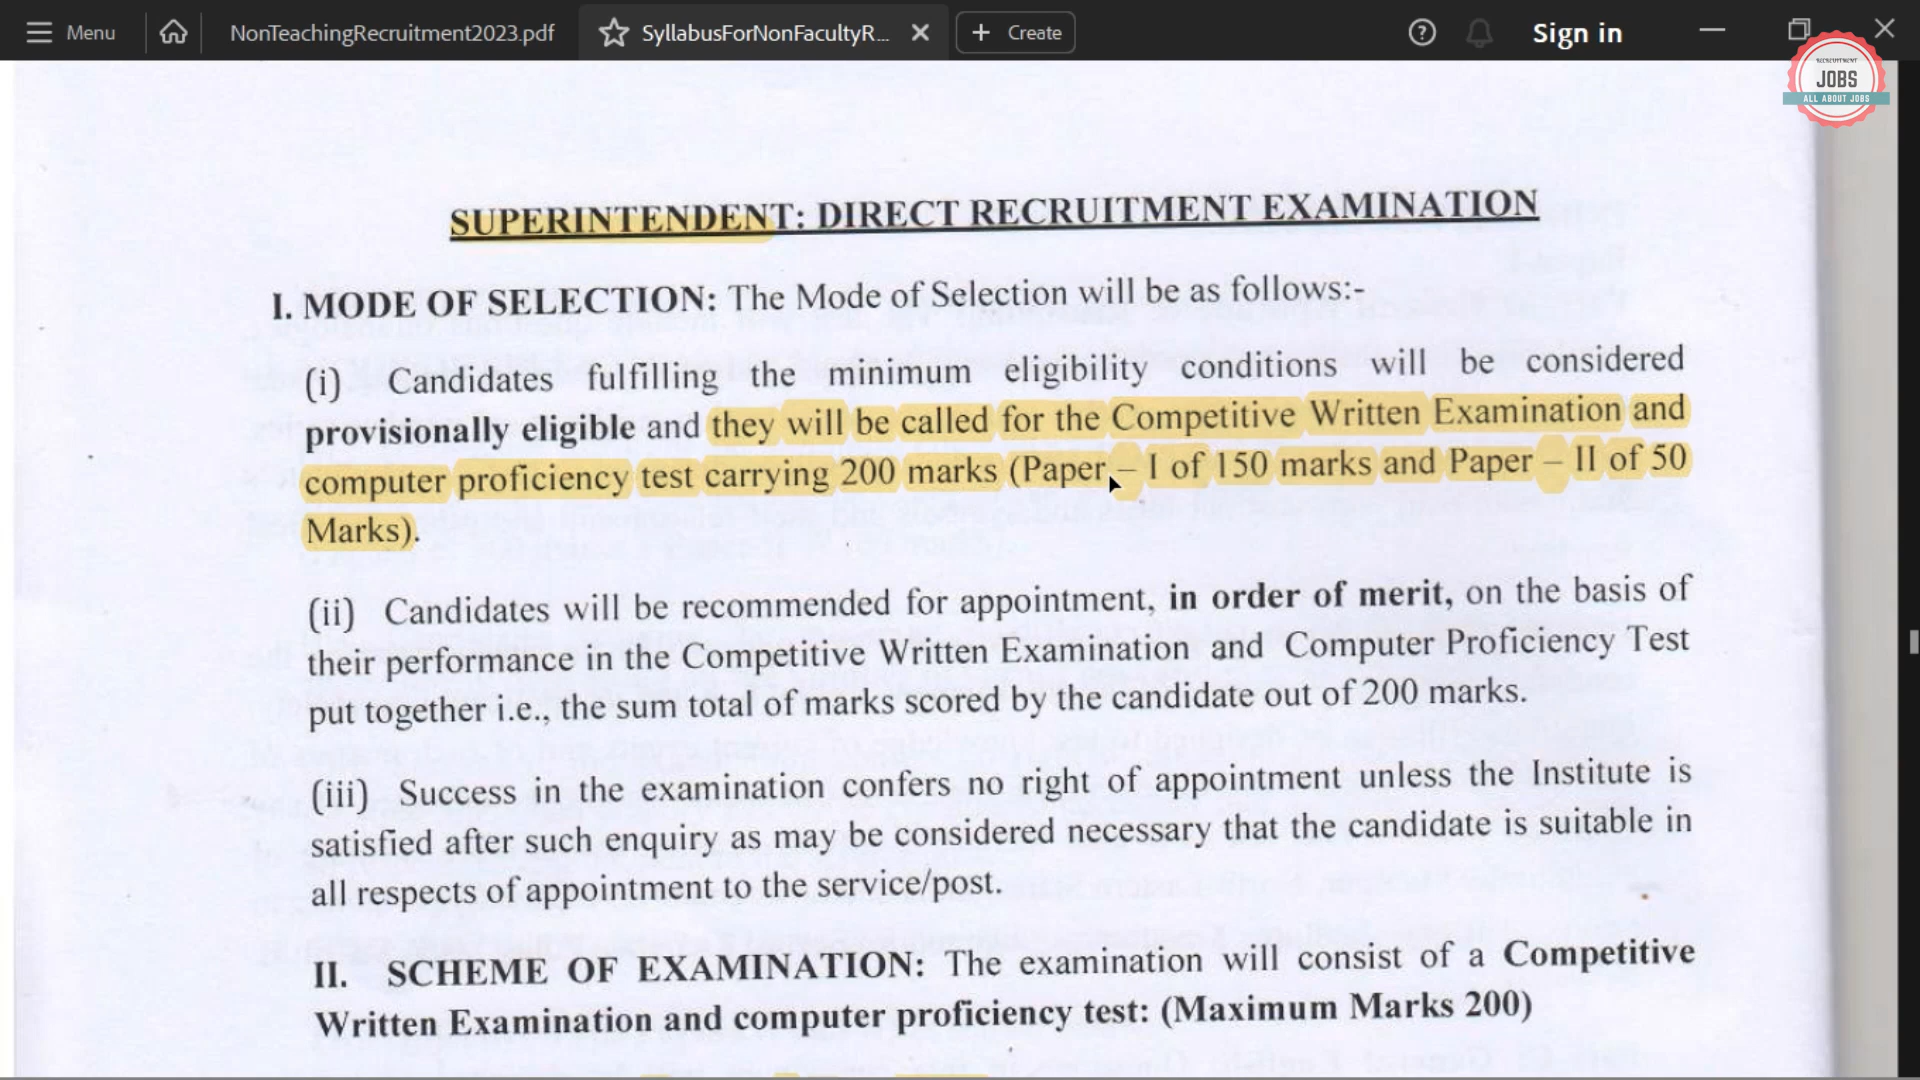 Menu
NonTeachingRecruitment2023.pdf
SyllabusForNonFacultyR...
Create
Sign in
RECRUITMENT
JOBS
ALL ABOUT JOBS
SUPERINTENDENT: DIRECT RECRUITMENT EXAMINATION
I. MODE OF SELECTION: The Mode of Selection will be as follows:-
(i) Candidates fulfilling the minimum eligibility conditions will be considered
provisionally eligible and they will be called for the Competitive Written Examination and
computer proficiency test carrying 200 marks (Paper – I of 150 marks and Paper – II of 50
Marks).
(ii) Candidates will be recommended for appointment, in order of merit, on the basis of
their performance in the Competitive Written Examination and Computer Proficiency Test
put together i.e., the sum total of marks scored by the candidate out of 200 marks.
(iii) Success in the examination confers no right of appointment unless the Institute is
satisfied after such enquiry as may be considered necessary that the candidate is suitable in
all respects of appointment to the service/post.
II. SCHEME OF EXAMINATION: The examination will consist of a Competitive
Written Examination and computer proficiency test: (Maximum Marks 200)